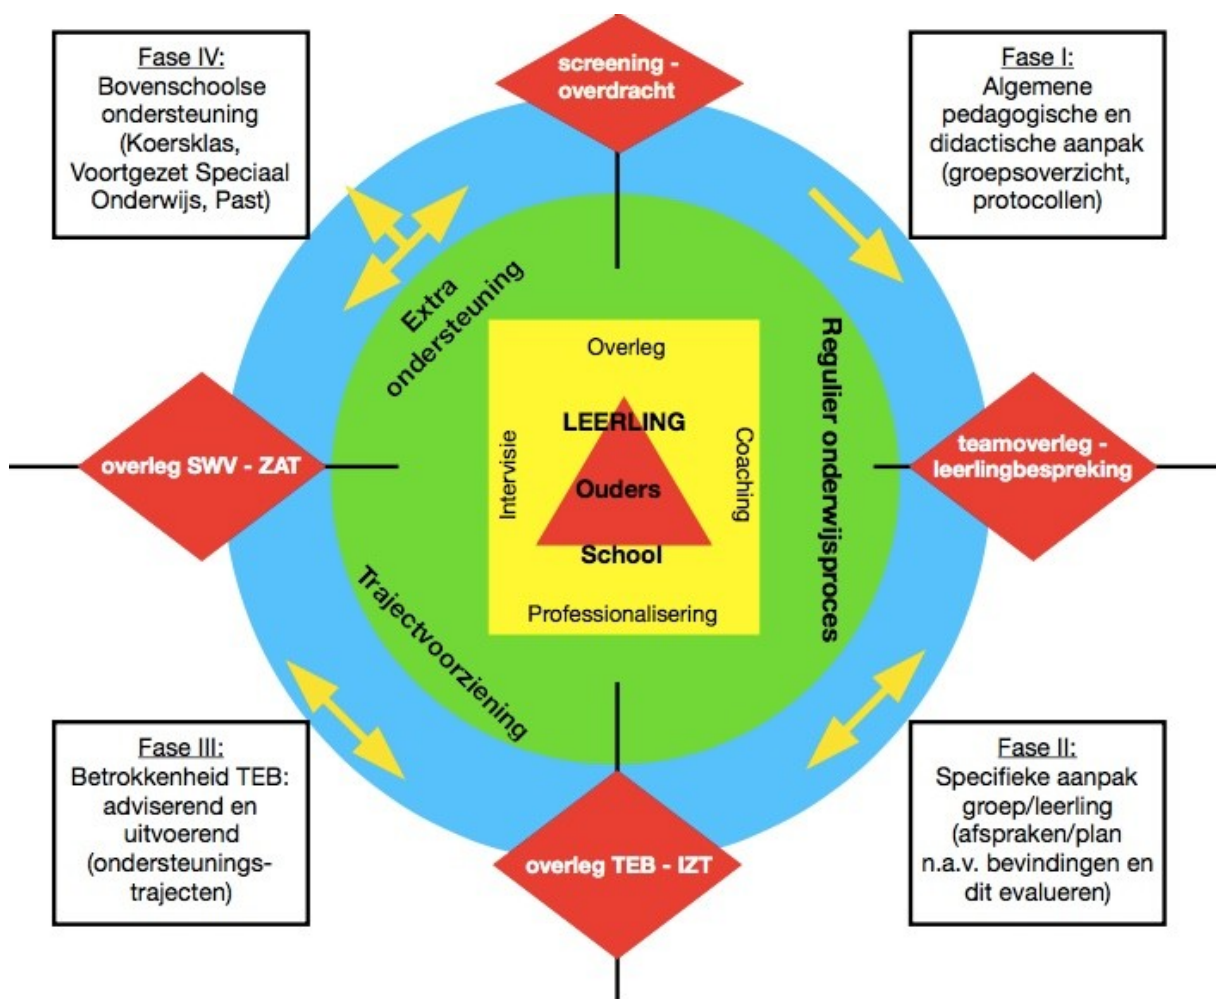 Fase IV:
Bovenschoolse
ondersteuning
(Koersklas,
Voortgezet Speciaal
Onderwijs, Past)
screening -
overdracht
Fase I:
Algemene
pedagogische en
didactische aanpak
(groepsoverzicht,
protocollen)
Extra
ondersteuning
Regulier onderwijsproces
Trajectvoorziening
Overleg
Intervisie
Coaching
Professionalisering
LEERLING
Ouders
School
overleg SWV - ZAT
teamoverleg -
leerlingbespreking
Fase III:
Betrokkenheid TEB:
adviserend en
uitvoerend
(ondersteunings-
trajecten)
overleg TEB - IZT
Fase II:
Specifieke aanpak
groep/leerling
(afspraken/plan
n.a.v. bevindingen en
dit evalueren)